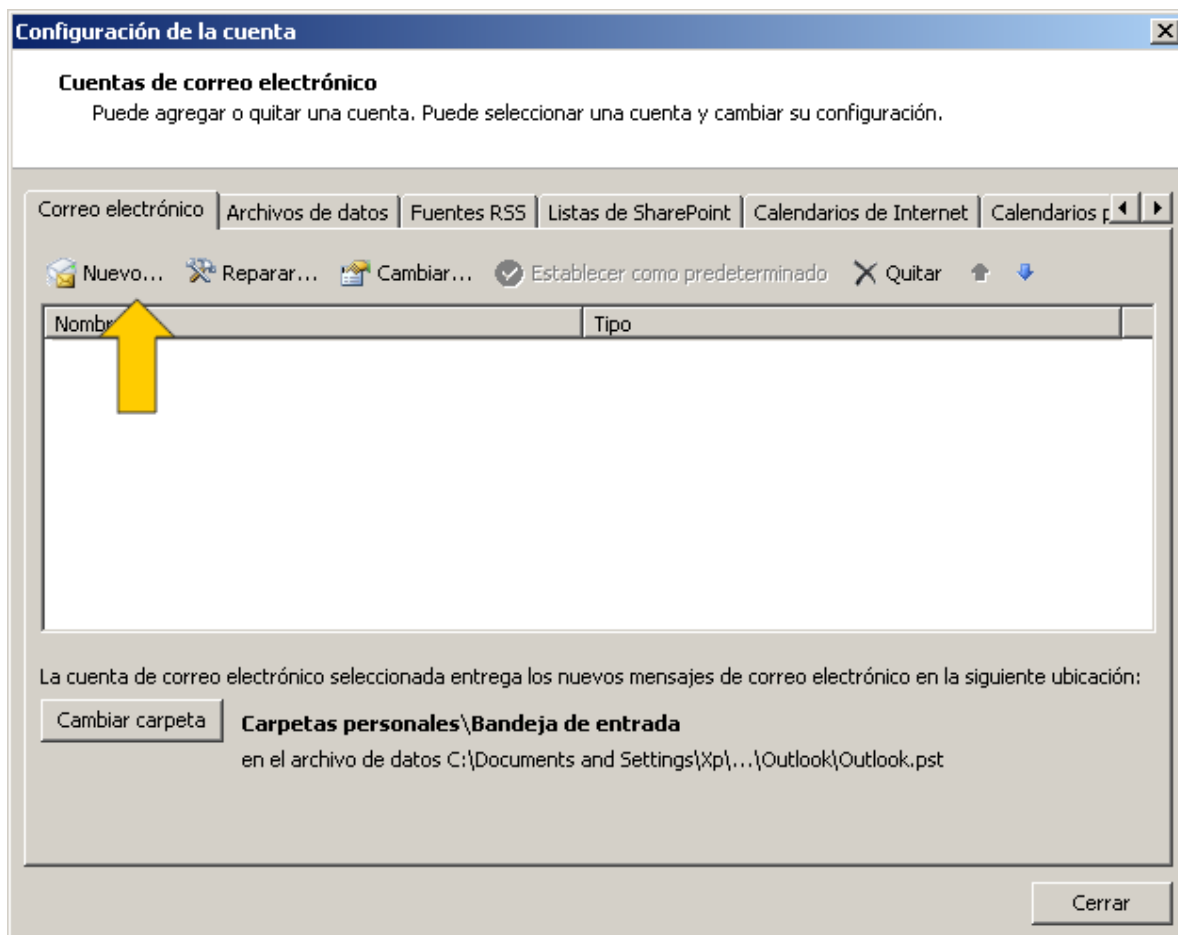 Configuración de la cuenta
Cuentas de correo electrónico
Puede agregar o quitar una cuenta. Puede seleccionar una cuenta y cambiar su configuración.
Correo electrónico Archivos de datos Fuentes RSS Listas de SharePoint Calendarios de Internet Calendarios p
Nuevo... Reparar... Cambiar... Establecer como predeterminado Quitar
Nombr Tipo
La cuenta de correo electrónico seleccionada entrega los nuevos mensajes de correo electrónico en la siguiente ubicación:
Cambiar carpeta Carpetas personales\Bandeja de entrada
en el archivo de datos C:\Documents and Settings\Xp\...\Outlook\Outlook.pst
Cerrar